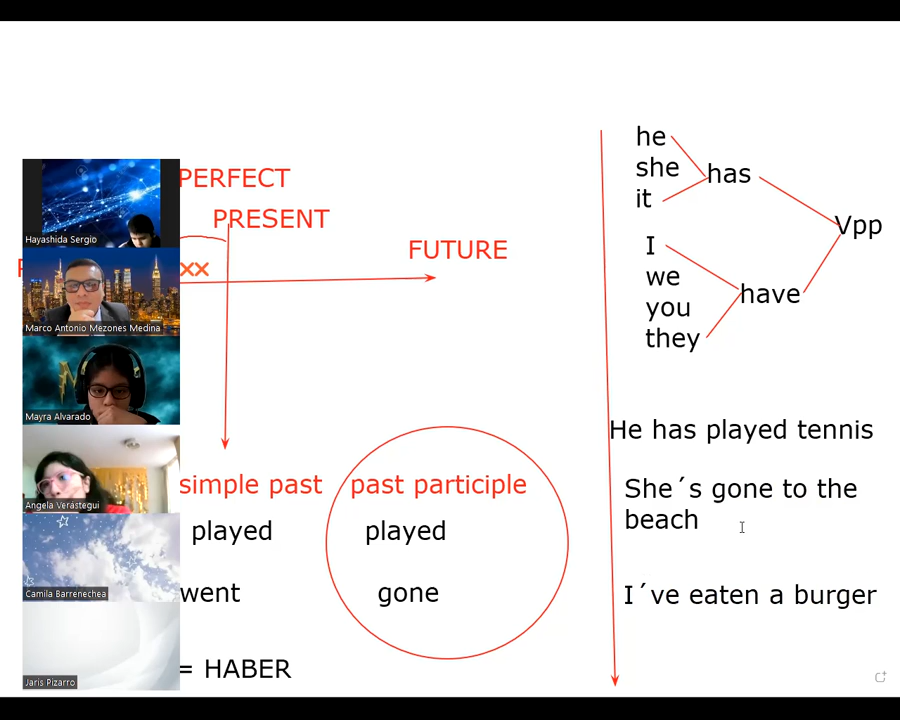 PERFECT
PRESENT
FUTURE
xx
simple past past participle
played played
went gone
= HABER
he
she
it
has
Vpp
I
we
you
they
have
He has played tennis
She´s gone to the
beach
I´ve eaten a burger
Hayashida Sergio
Marco Antonio Mezones Medina
Mayra Alvarado
Angela Verástegui
Camila Barrenechea
Jaris Pizarro